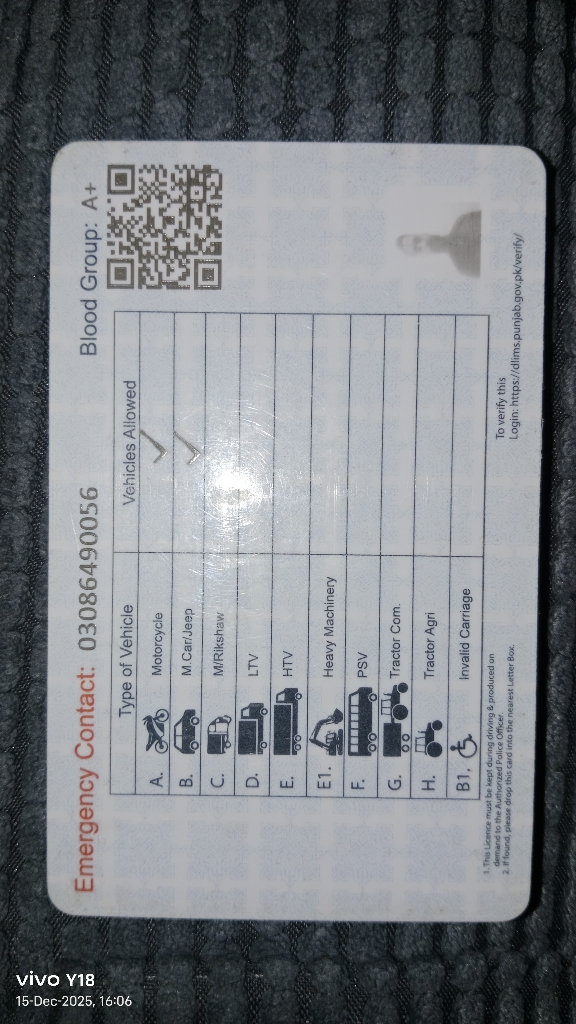 Emergency Contact: 03086490056 Blood Group: A+
Type of Vehicle Vehicles Allowed
A. Motorcycle
B. M.Car/Jeep
C. M/Rikshaw
D. LTV
E. HTV
E1. Heavy Machinery
F. PSV
G. Tractor Com.
H. Tractor Agri
B1. Invalid Carriage
1. This Licence must be kept during driving & produced on
demand to the Authorized Police Officer.
2. If found, please drop this card into the nearest Letter Box.
To verify this
Login: https://dlims.punjab.gov.pk/verify/
vivo Y18
15-Dec-2025, 16:06